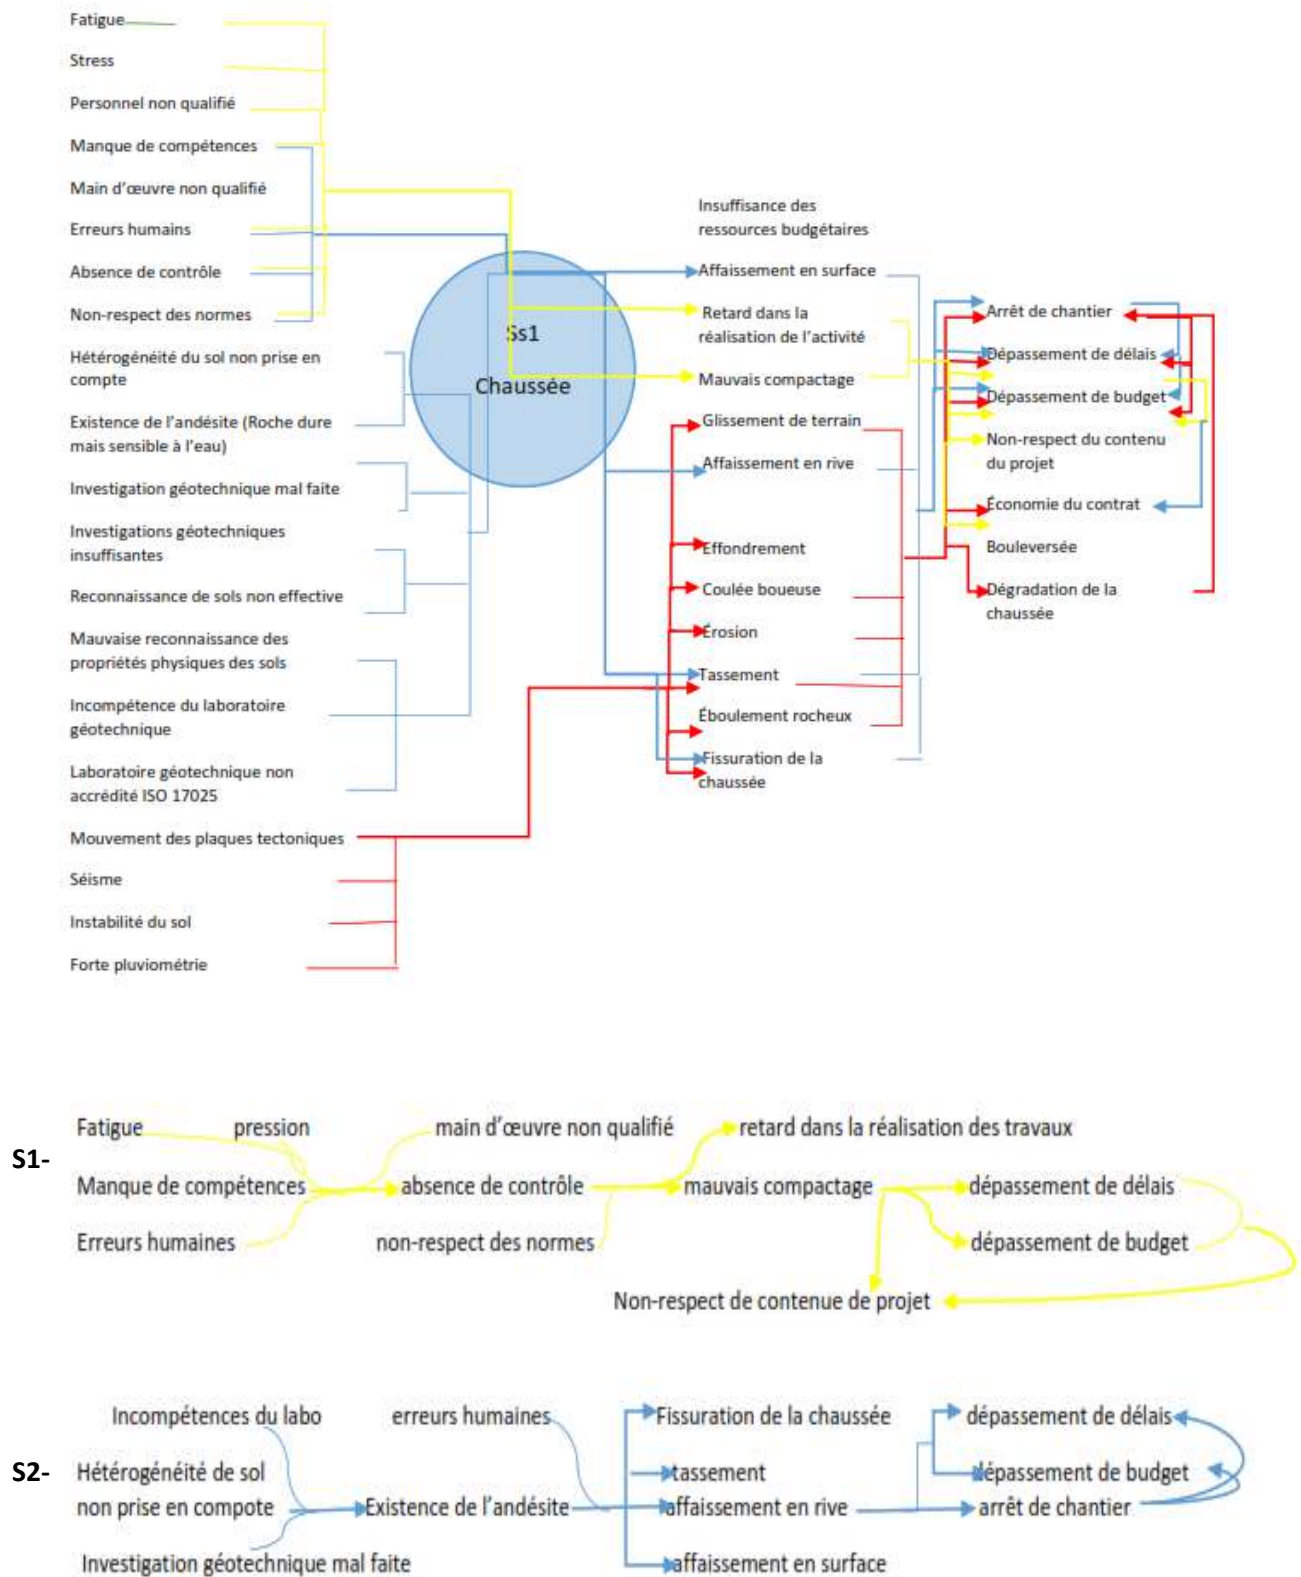 Fatigue
Stress
Personnel non qualifié
Manque de compétences
Main d'œuvre non qualifié
Erreurs humains
Absence de contrôle
Non-respect des normes
Hétérogénéité du sol non prise en
compte
Existence de l'andésite (Roche dure
mais sensible à l'eau)
Investigation géotechnique mal faite
Investigations géotechniques
insuffisantes
Reconnaissance de sols non effective
Mauvaise reconnaissance des
propriétés physiques des sols
Incompétence du laboratoire
géotechnique
Laboratoire géotechnique non
accrédité ISO 17025
Mouvement des plaques tectoniques
Séisme
Instabilité du sol
Forte pluviométrie
Ss1
Chaussée
Insuffisance des
ressources budgétaires
Affaissement en surface
Retard dans la
réalisation de l'activité
Mauvais compactage
Glissement de terrain
Affaissement en rive
Effondrement
Coulée boueuse
Érosion
Tassement
Éboulement rocheux
Fissuration de la
chaussée
Arrêt de chantier
Dépassement de délais
Dépassement de budget
Non-respect du contenu
du projet
Économie du contrat
Bouleversée
Dégradation de la
chaussée
S1-
Fatigue pression main d'œuvre non qualifié retard dans la réalisation des travaux
Manque de compétences absence de contrôle mauvais compactage dépassement de délais
Erreurs humaines non-respect des normes dépassement de budget
Non-respect de contenue de projet
S2-
Incompétences du labo erreurs humaines Fissuration de la chaussée dépassement de délais
Hétérogénéité de sol tassement dépassement de budget
non prise en compote Existence de l'andésite affaissement en rive arrêt de chantier
Investigation géotechnique mal faite affaissement en surface